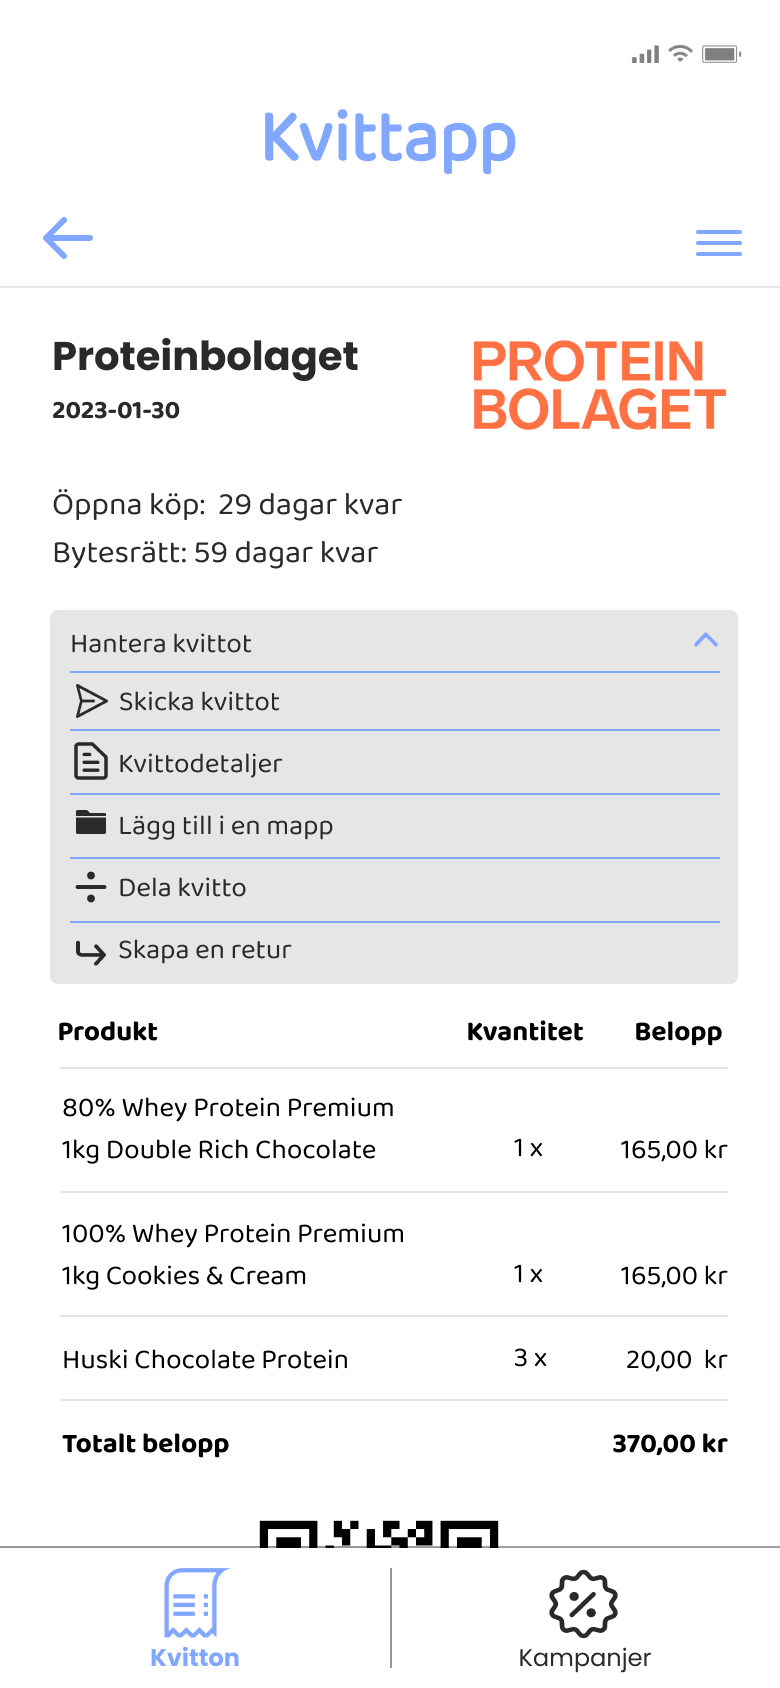 Kvittapp
Proteinbolaget
2023-01-30
PROTEIN
BOLAGET
Öppna köp: 29 dagar kvar
Bytesrätt: 59 dagar kvar
Hantera kvittot
Skicka kvittot
Kvittodetaljer
Lägg till i en mapp
Dela kvitto
Skapa en retur
Produkt Kvantitet Belopp
80% Whey Protein Premium
1kg Double Rich Chocolate 1 x 165,00 kr
100% Whey Protein Premium
1kg Cookies & Cream 1 x 165,00 kr
Huski Chocolate Protein 3 x 20,00 kr
Totalt belopp 370,00 kr
Kvitton
Kampanjer